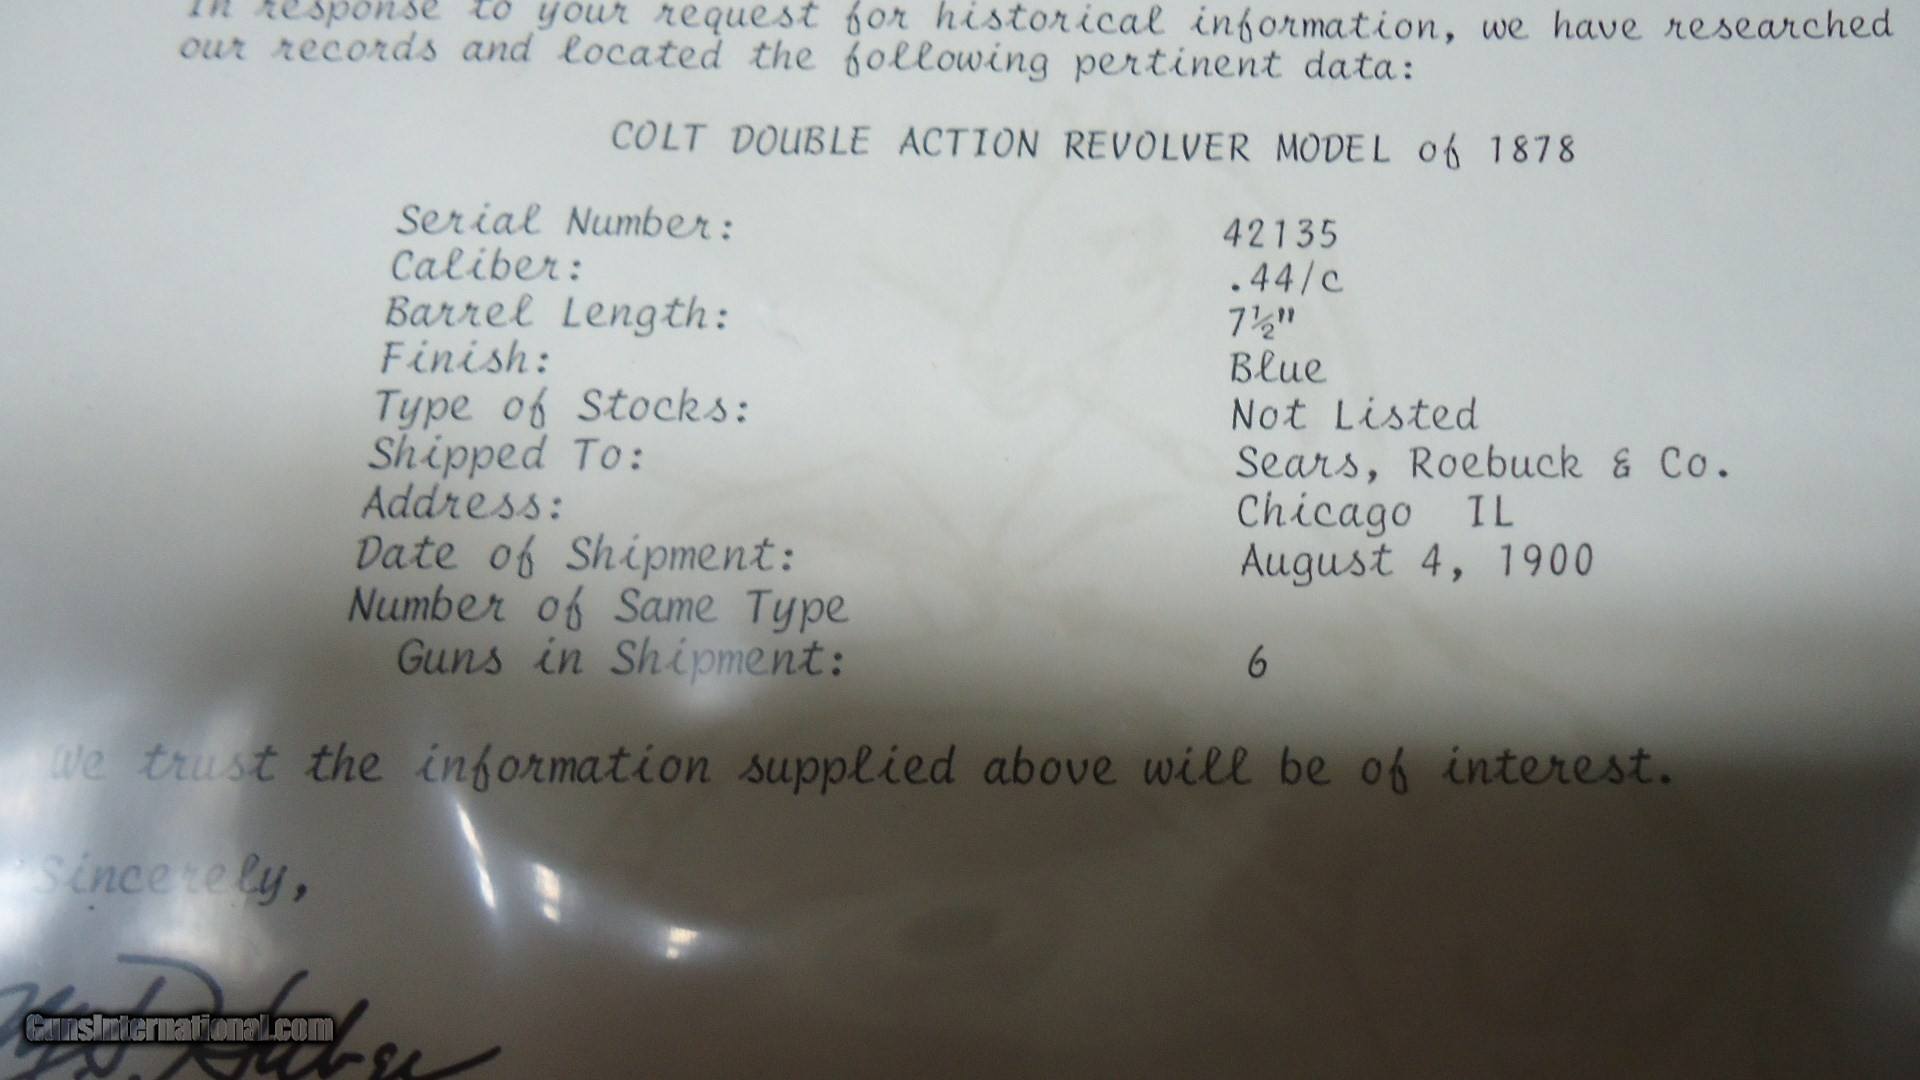 In response to your request for historical information, we have researched
our records and located the following pertinent data:
COLT DOUBLE ACTION REVOLVER MODEL of 1878
Serial Number: 42135
Caliber: .44/c
Barrel Length: 7½"
Finish: Blue
Type of Stocks: Not Listed
Shipped To: Sears, Roebuck & Co.
Address: Chicago IL
Date of Shipment: August 4, 1900
Number of Same Type
Guns in Shipment: 6
We trust the information supplied above will be of interest.
Sincerely,
GunsInternational.com